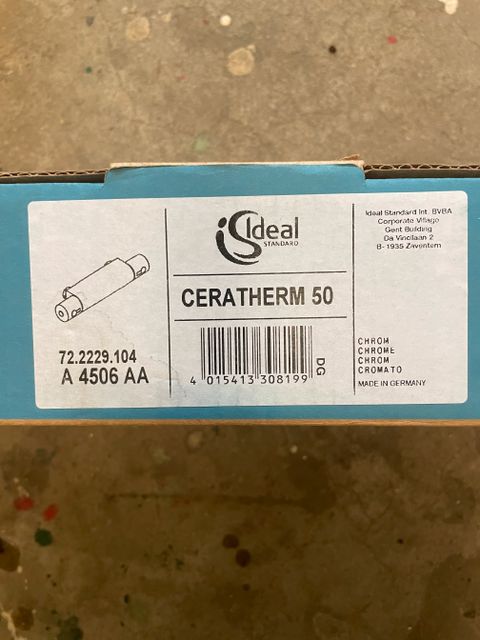 Ideal
STANDARD
Ideal Standard Int. BVBA
Corporate Village
Gent Building
Da Vincilaan 2
B- 1935 Zaventem
CERATHERM 50
72.2229.104
A 4506 AA
4 015413 308199
DG
CHROM
CHROME
CHROM
CROMATO
MADE IN GERMANY